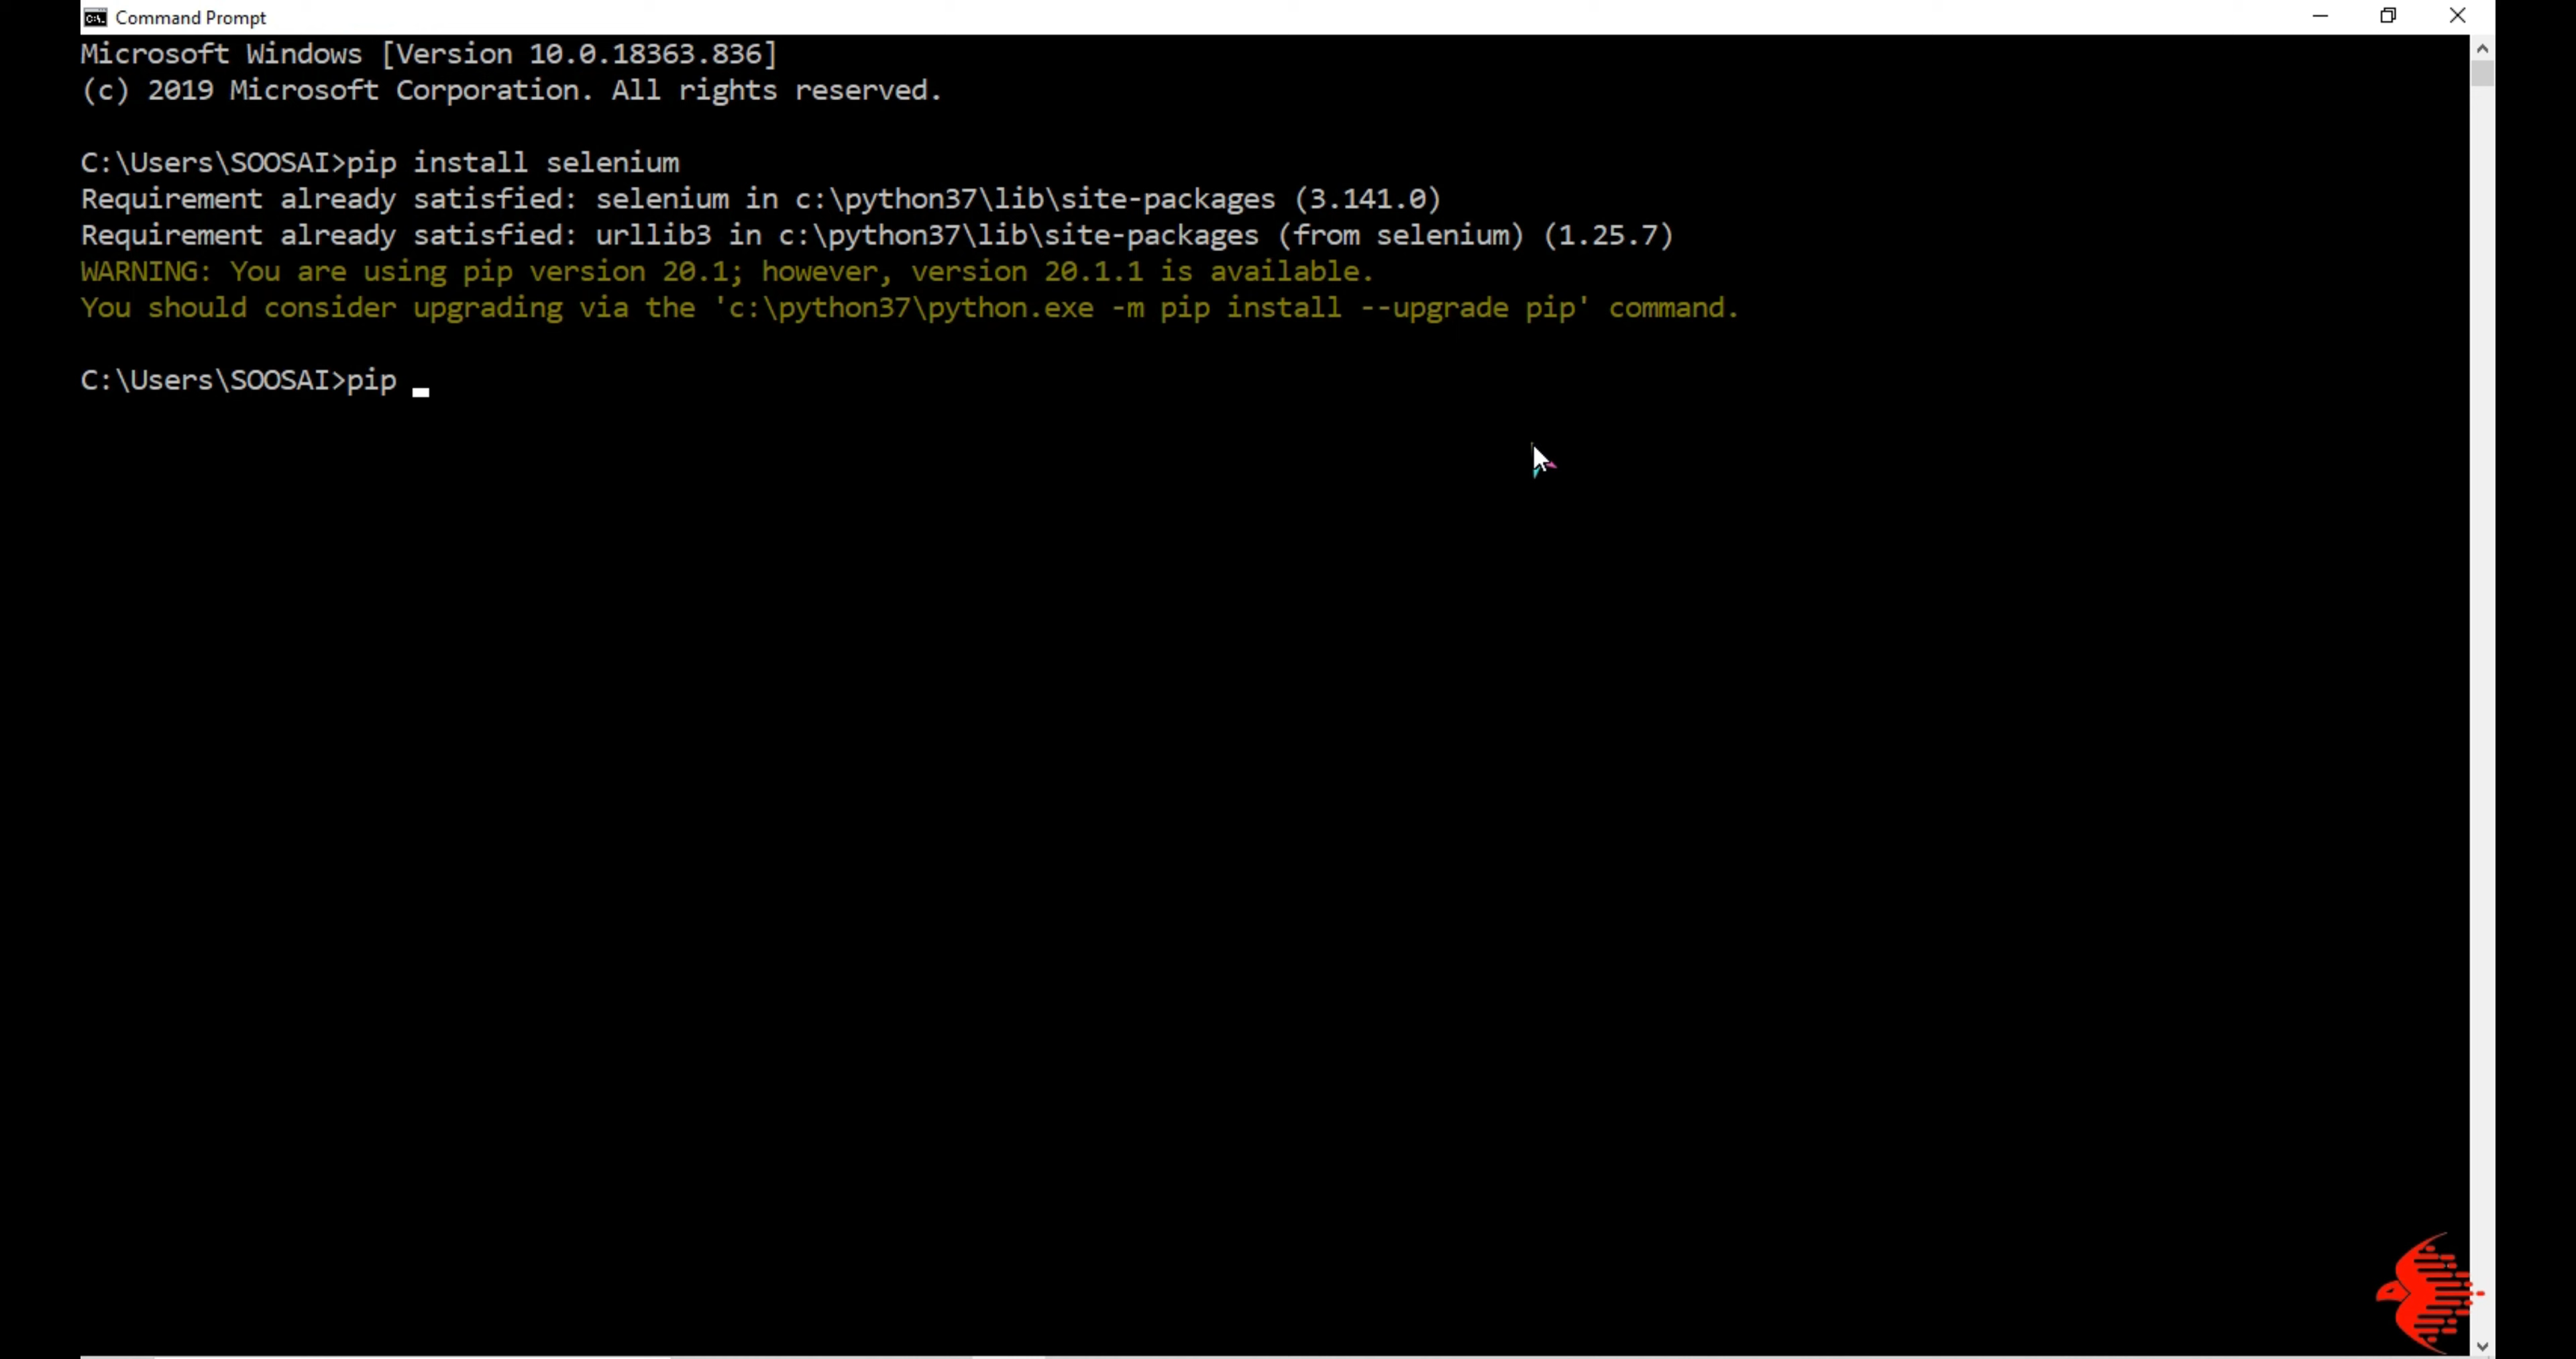 Command Prompt
Microsoft Windows [Version 10.0.18363.836]
(c) 2019 Microsoft Corporation. All rights reserved.
C:\Users\SOOSAI>pip install selenium
Requirement already satisfied: selenium in c:\python37\lib\site-packages (3.141.0)
Requirement already satisfied: urllib3 in c:\python37\lib\site-packages (from selenium) (1.25.7)
WARNING: You are using pip version 20.1; however, version 20.1.1 is available.
You should consider upgrading via the 'c:\python37\python.exe -m pip install --upgrade pip' command.
C:\Users\SOOSAI>pip